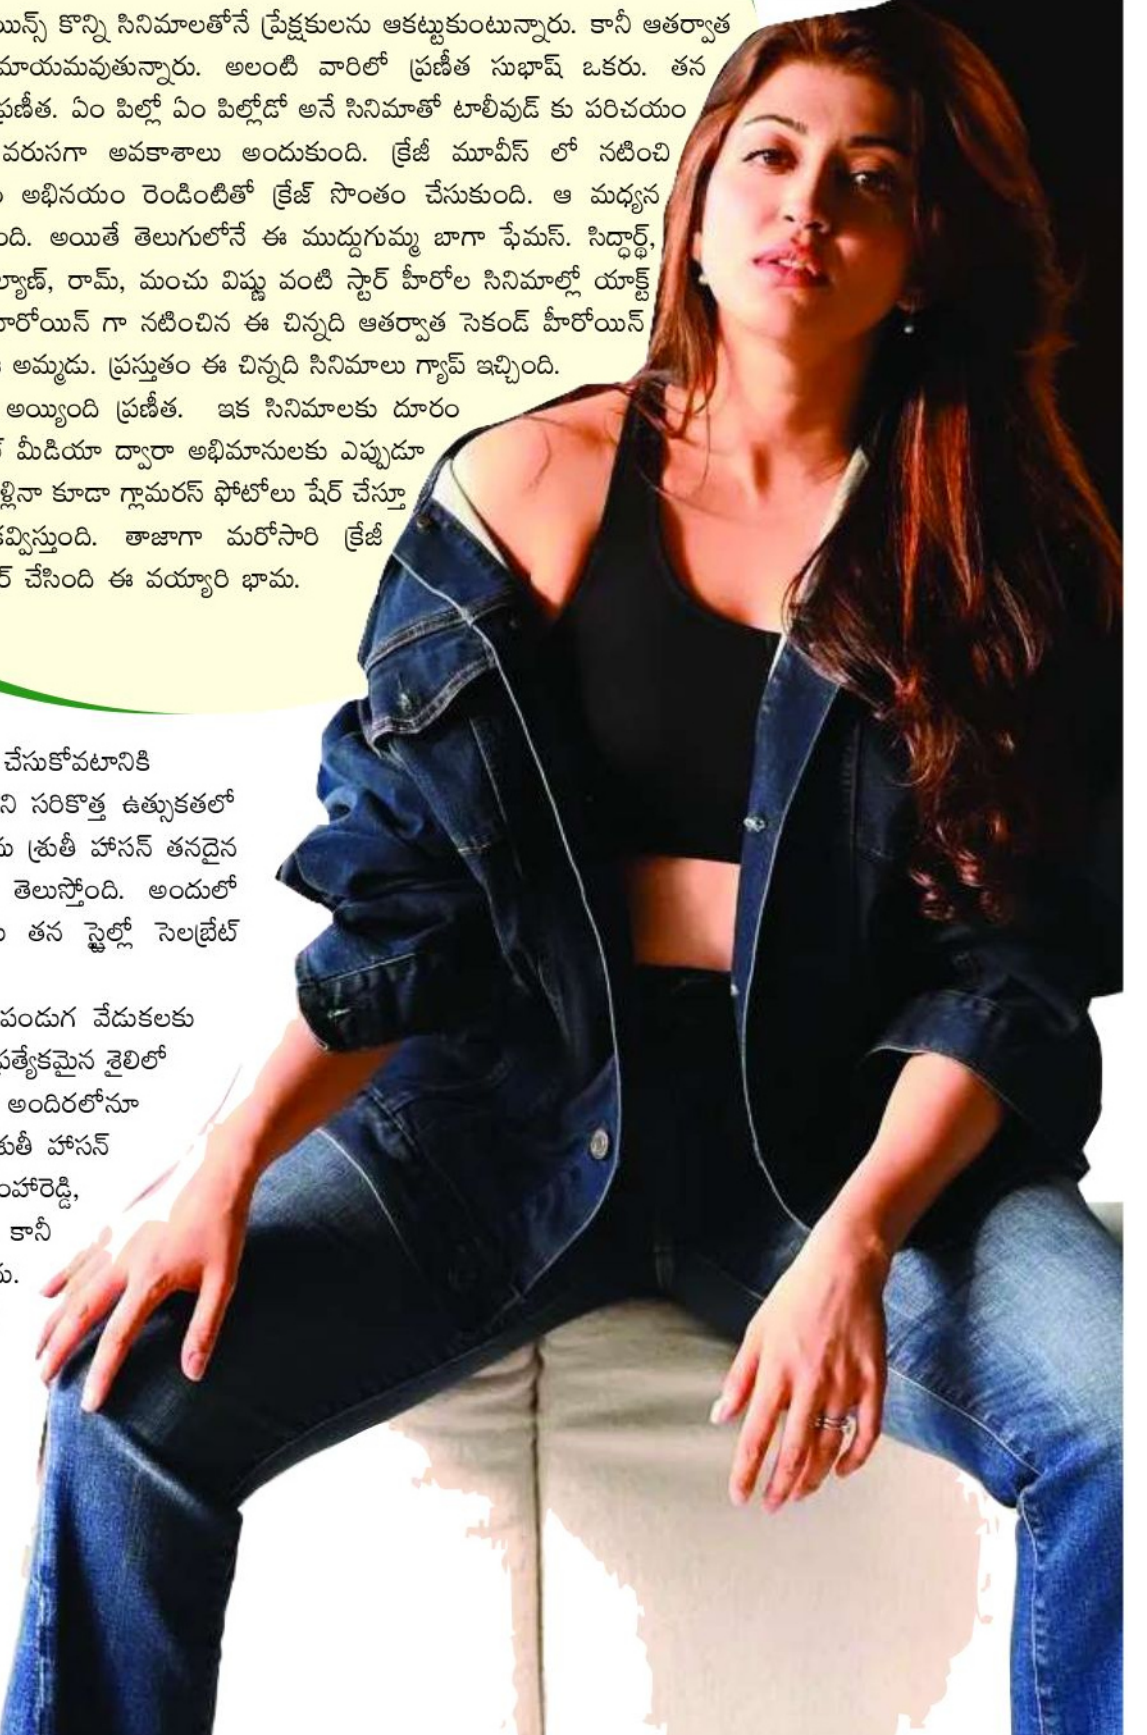 యిన్స్ కొన్ని సినిమాలతోనే ప్రేక్షకులను ఆకట్టుకుంటున్నారు. కానీ ఆతర్వాత
మాయమవుతున్నారు. అలంటి వారిలో ప్రణీత సుభాష్ ఒకరు. తన
ప్రణీత. ఏం పిల్లో ఏం పిల్లోడో అనే సినిమాతో టాలీవుడ్ కు పరిచయం
వరుసగా అవకాశాలు అందుకుంది. క్రేజీ మూవీస్ లో నటించి
అభినయం రెండింటితో క్రేజ్ సొంతం చేసుకుంది. ఆ మధ్యన
ంది. అయితే తెలుగులోనే ఈ ముద్దుగుమ్మ బాగా ఫేమస్. సిద్ధార్థ్,
ల్యాణ్, రామ్, మంచు విష్ణు వంటి స్టార్ హీరోల సినిమాల్లో యాక్ట్
హీరోయిన్ గా నటించిన ఈ చిన్నది ఆతర్వాత సెకండ్ హీరోయిన్
అమ్మడు. ప్రస్తుతం ఈ చిన్నది సినిమాలు గ్యాప్ ఇచ్చింది.
అయ్యింది ప్రణీత. ఇక సినిమాలకు దూరం
మీడియా ద్వారా అభిమానులకు ఎప్పుడూ
ళ్లినా కూడా గ్లామరస్ ఫోటోలు షేర్ చేస్తూ
కవ్విస్తుంది. తాజాగా మరోసారి క్రేజీ
ర్ చేసింది ఈ వయ్యారి భామ.
చేసుకోవటానికి
ని సరికొత్త ఉత్సుకతలో
శ్రుతీ హాసన్ తనదైన
తెలుస్తోంది. అందులో
తన స్టైల్లో సెలబ్రేట్
పండుగ వేడుకలకు
ప్రత్యేకమైన శైలిలో
అందిరలోనూ
శ్రుతీ హాసన్
ంహారెడ్డి,
కానీ
రు.